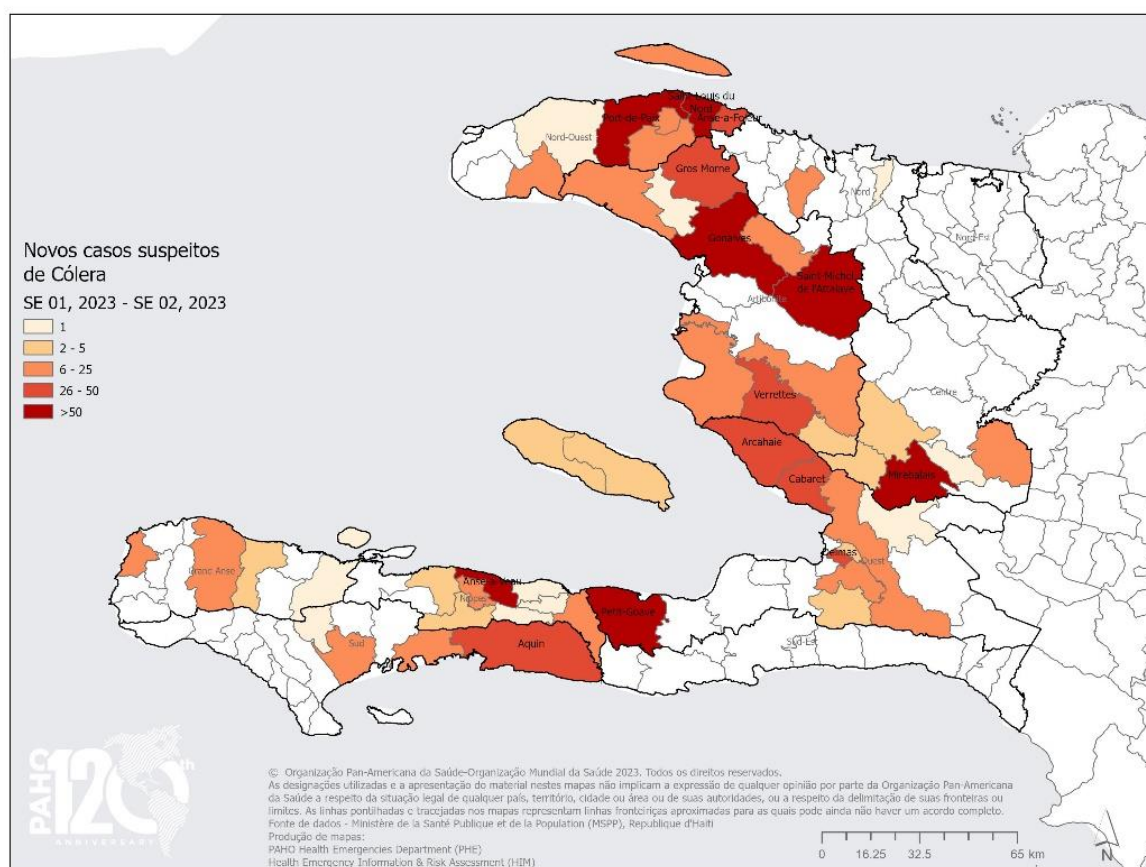 Saint-Louis du
Nord
Port-de-Paix
Anse-a-Foleur
Nord-Ouest
Gros Morne
Nord
Nord-Est
Gonaives
Saint-Michel
de l'Attalaye
Artibonite
Novos casos suspeitos
de Cólera
SE 01, 2023 - SE 02, 2023
1
2 - 5
6 - 25
26 - 50
>50
Centre
Verrettes
Arcahaie
Cabaret
Mirebalais
Delmas
Ouest
Grand Anse
Anse-a-Veau
Nippes
Petit-Goave
Sud
Aquin
Sud-Est
PAHO
120th
ANNIVERSARY
© Organização Pan-Americana da Saúde-Organização Mundial da Saúde 2023. Todos os direitos reservados.
As designações utilizadas e a apresentação do material nestes mapas não implicam a expressão de qualquer opinião por parte da Organização Pan-Americana
da Saúde a respeito da situação legal de qualquer país, território, cidade ou área ou de suas autoridades, ou a respeito da delimitação de suas fronteiras ou
limites. As linhas pontilhadas e tracejadas nos mapas representam linhas fronteiriças aproximadas para as quais pode ainda não haver um acordo completo.
Fonte de dados - Ministère de la Santé Publique et de la Population (MSPP), Republique d'Haiti
Produção de mapas:
PAHO Health Emergencies Department (PHE)
Health Emergency Information & Risk Assessment (HIM)
0 16.25 32.5 65 km
N